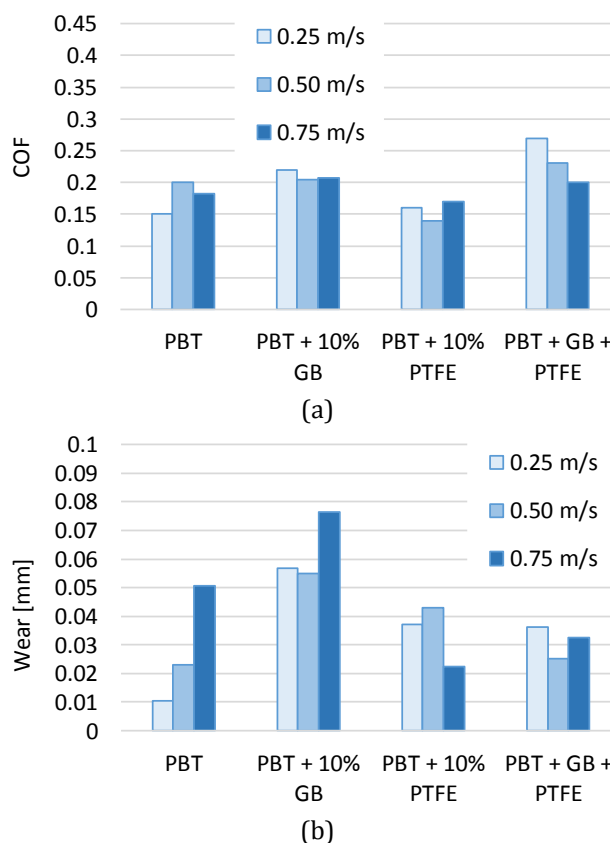 0.45
0.4
0.35
0.3
0.25
0.2
0.15
0.1
0.05
0
COF
0.25 m/s
0.50 m/s
0.75 m/s
PBT
PBT + 10%
GB
PBT + 10%
PTFE
PBT + GB +
PTFE
(a)
0.1
0.09
0.08
0.07
0.06
0.05
0.04
0.03
0.02
0.01
0
Wear [mm]
0.25 m/s
0.50 m/s
0.75 m/s
PBT
PBT + 10%
GB
PBT + 10%
PTFE
PBT + GB +
PTFE
(b)